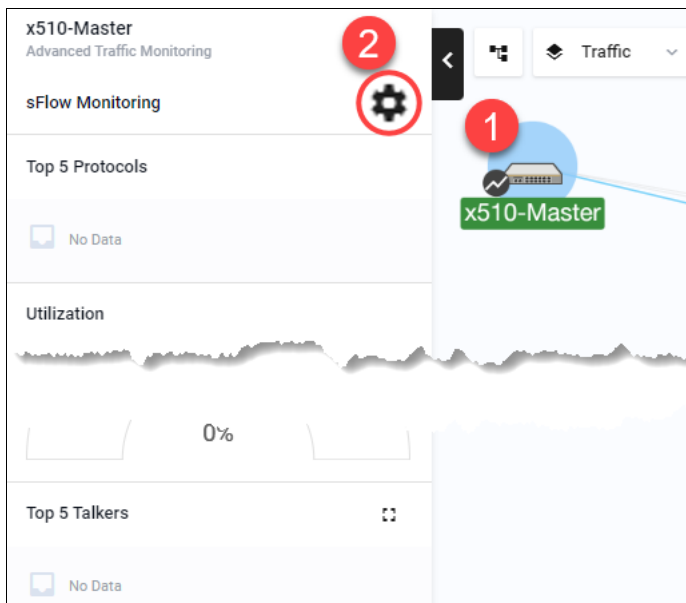 x510-Master
Advanced Traffic Monitoring
2
sFlow Monitoring
Top 5 Protocols
No Data
Utilization
0%
Top 5 Talkers
No Data
Traffic
1
x510-Master